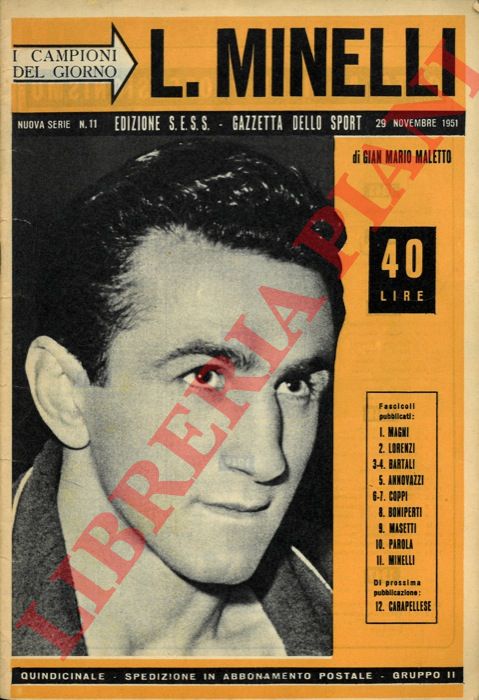 I CAMPIONI
DEL GIORNO
L. MINELLI
NUOVA SERIE N. 11 EDIZIONE S.E.S.S. - GAZZETTA DELLO SPORT 29 NOVEMBRE 1951
di GIAN MARIO MALETTO
40
LIRE
Fascicoli
pubblicati:
1. MAGNI
2. LORENZI
3-4. BARTALI
5. ANNOVAZZI
6-7. COPPI
8. BONIPERTI
9. MASETTI
10. PAROLA
11. MINELLI
Di prossima
pubblicazione:
12. CARAPELLESE
LIBRERIA PIANI
QUINDICINALE - SPEDIZIONE IN ABBONAMENTO POSTALE - GRUPPO II